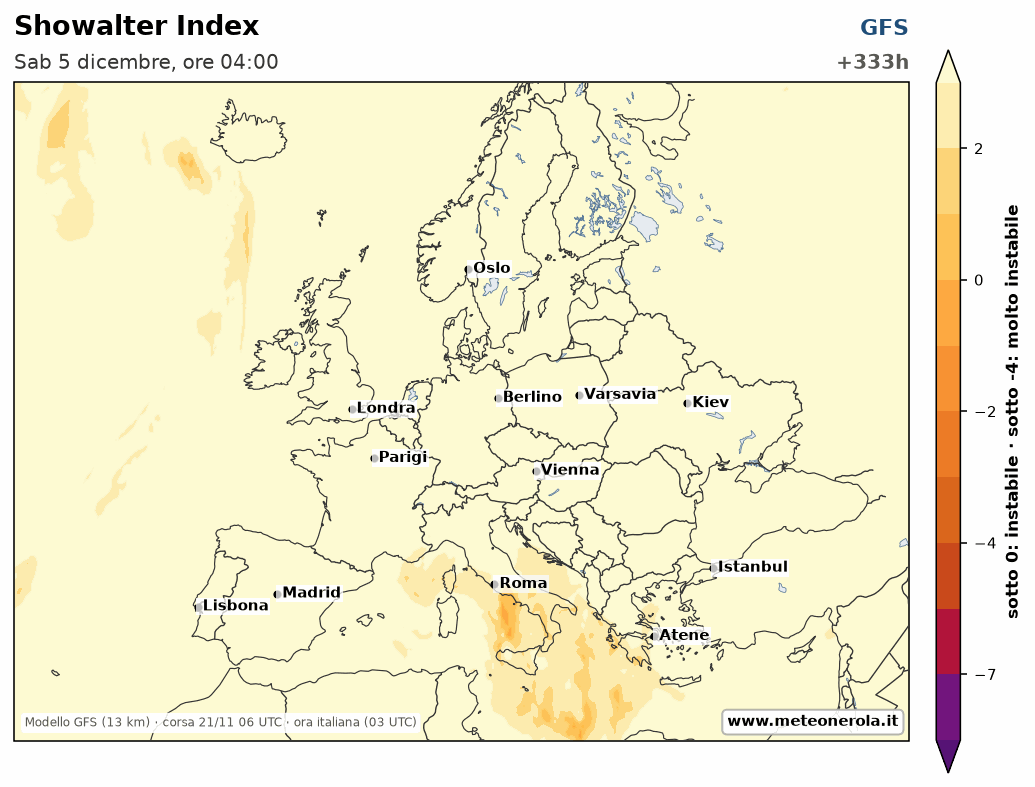 Showalter Index
GFS
Sab 5 dicembre, ore 04:00
+333h
Oslo
Berlino
Varsavia
Kiev
Londra
Parigi
Vienna
Istanbul
Roma
Madrid
Lisbona
Atene
Modello GFS (13 km) · corsa 21/11 06 UTC · ora italiana (03 UTC)
www.meteonerola.it
2
0
−2
−4
−7
sotto 0: instabile · sotto -4: molto instabile